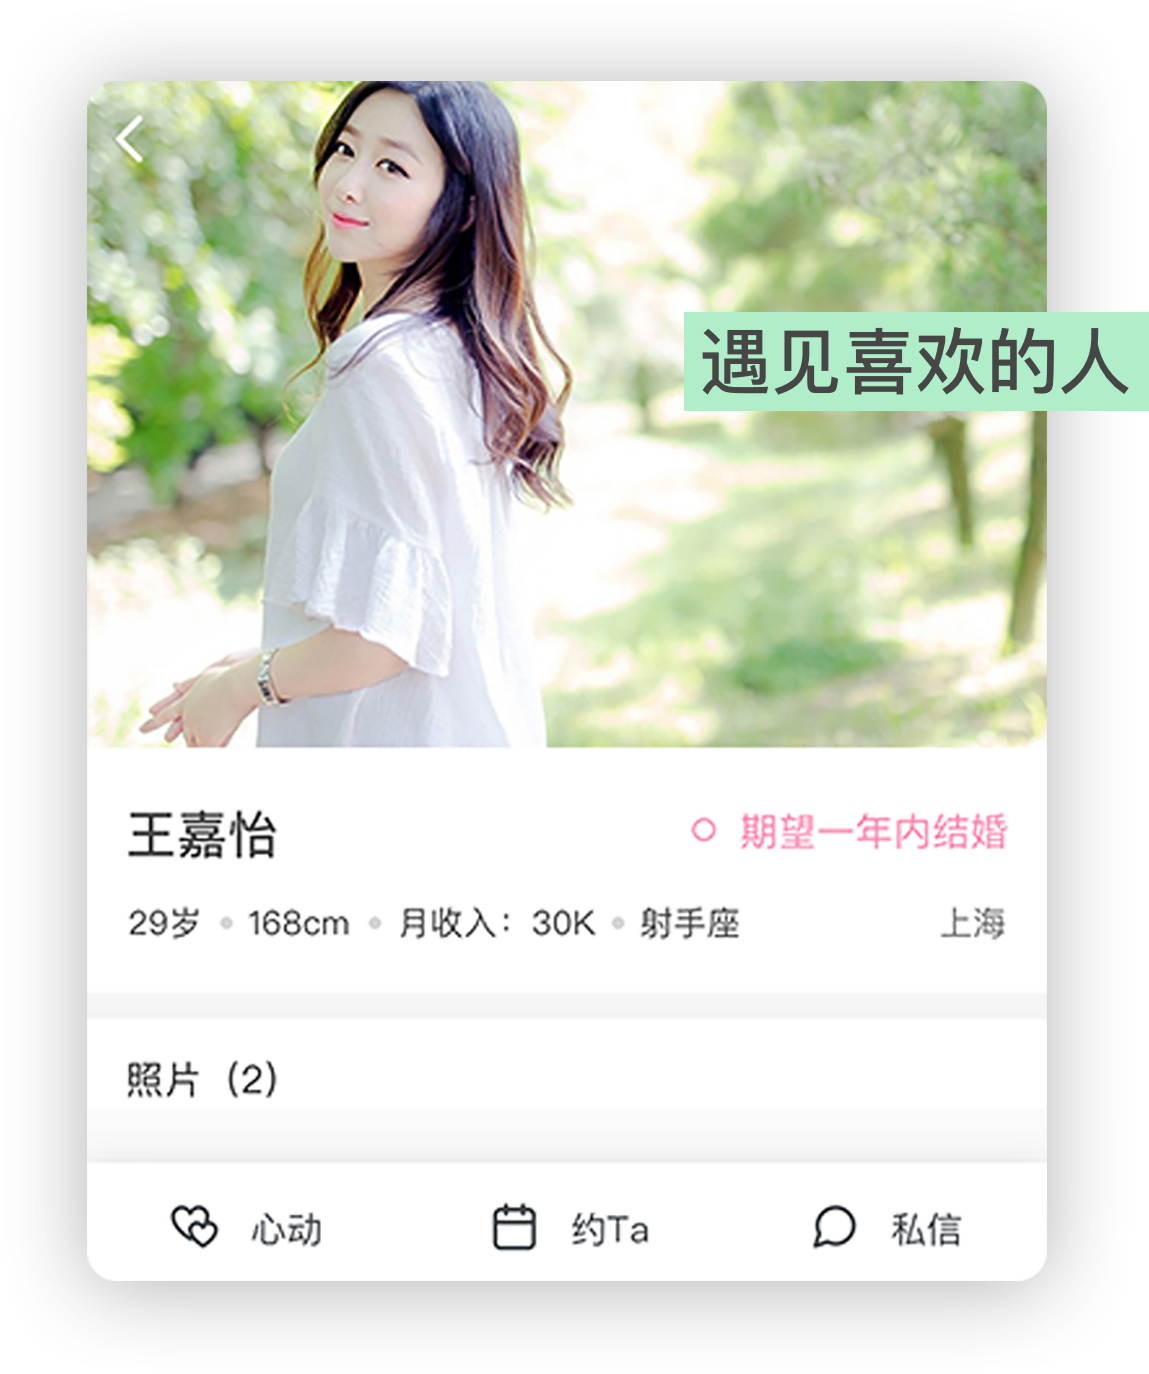 遇见喜欢的人
王嘉怡
期望一年内结婚
29岁 168cm 月收入：30K 射手座
上海
照片（2）
心动
约Ta
私信